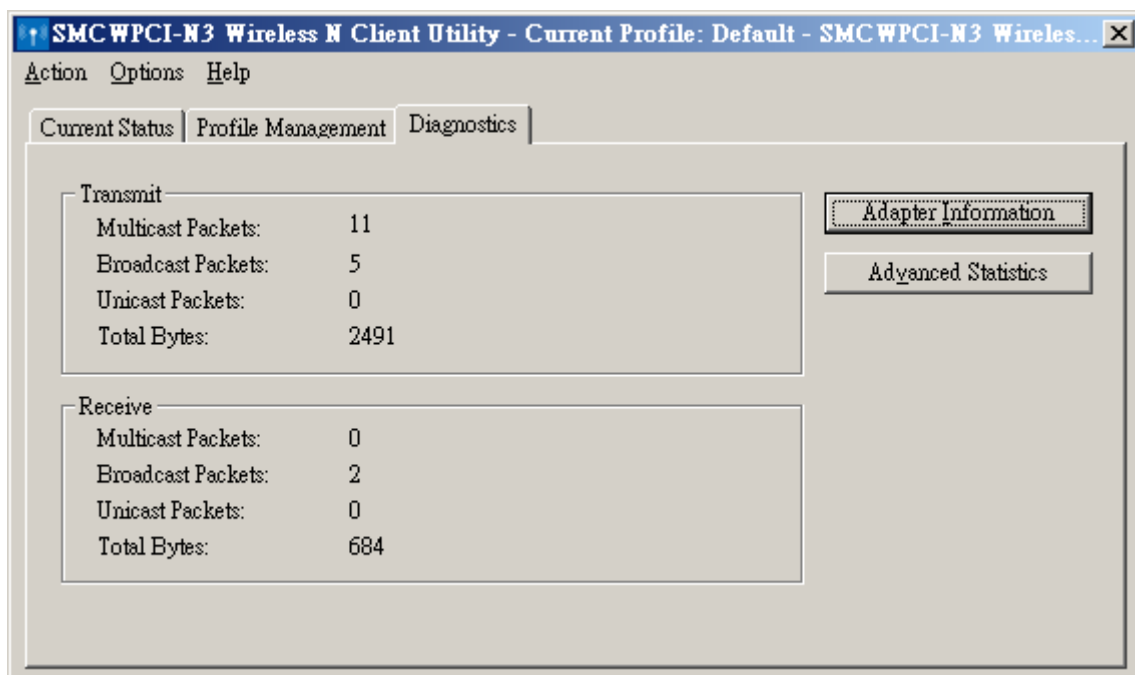 SMCWPCI-N3 Wireless N Client Utility - Current Profile: Default - SMCWPCI-N3 Wireles...
Action Options Help
Current Status Profile Management Diagnostics
Transmit
Multicast Packets: 11
Broadcast Packets: 5
Unicast Packets: 0
Total Bytes: 2491
Adapter Information
Advanced Statistics
Receive
Multicast Packets: 0
Broadcast Packets: 2
Unicast Packets: 0
Total Bytes: 684